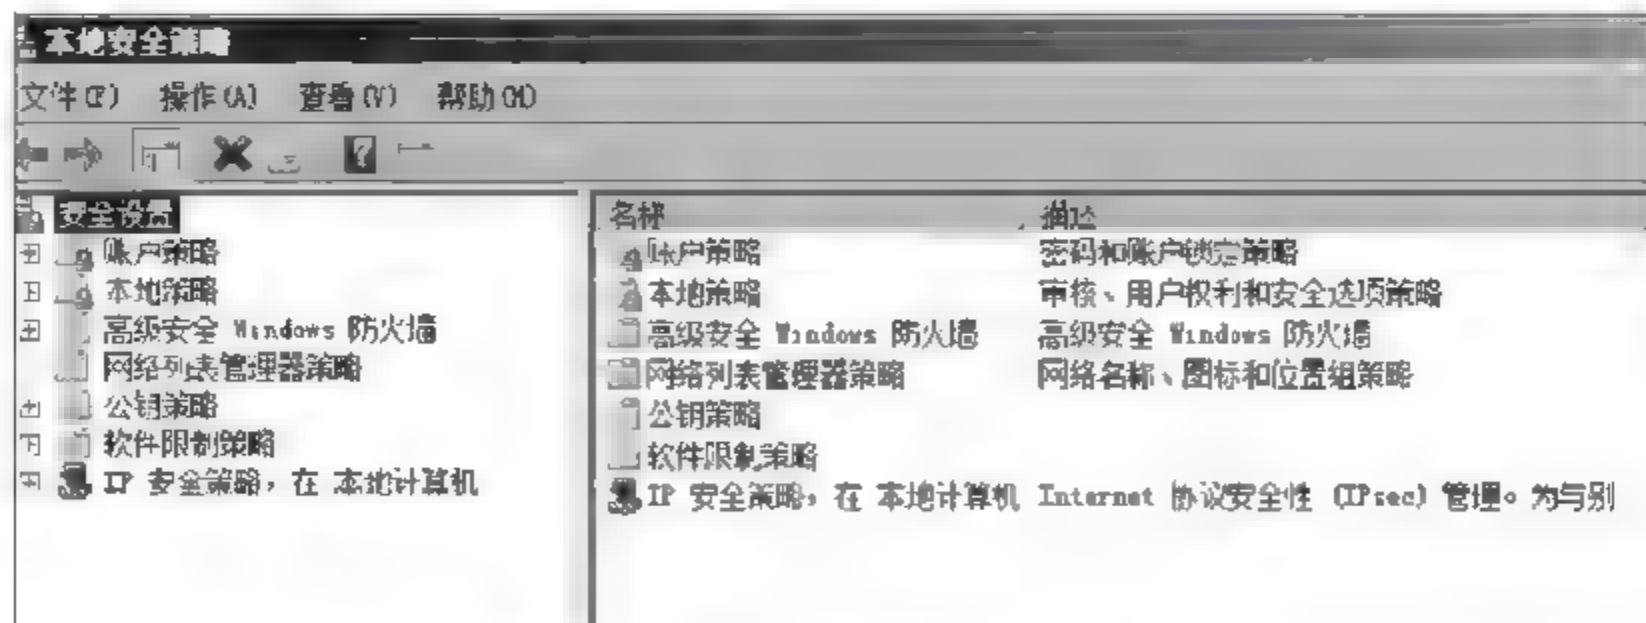 本地安全策略
文件(F) 操作(A) 查看(V) 帮助(H)
安全设置
账户策略
本地策略
高级安全 Windows 防火墙
网络列表管理器策略
公钥策略
软件限制策略
IP 安全策略，在 本地计算机
名称 描述
账户策略 密码和账户锁定策略
本地策略 审核、用户权利和安全选项策略
高级安全 Windows 防火墙 高级安全 Windows 防火墙
网络列表管理器策略 网络名称、图标和位置组策略
公钥策略
软件限制策略
IP 安全策略，在 本地计算机 Internet 协议安全性 (IPsec) 管理。为与别